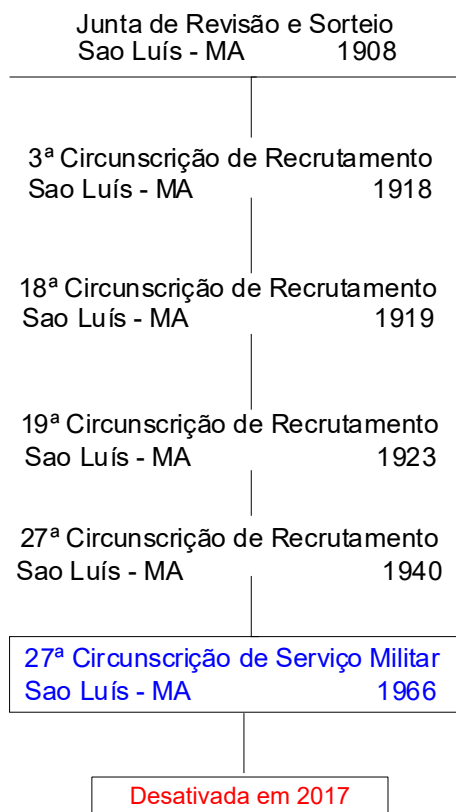 Junta de Revisão e Sorteio
Sao Luís - MA 1908
3ª Circunscrição de Recrutamento
Sao Luís - MA 1918
18ª Circunscrição de Recrutamento
Sao Luís - MA 1919
19ª Circunscrição de Recrutamento
Sao Luís - MA 1923
27ª Circunscrição de Recrutamento
Sao Luís - MA 1940
27ª Circunscrição de Serviço Militar
Sao Luís - MA 1966
Desativada em 2017